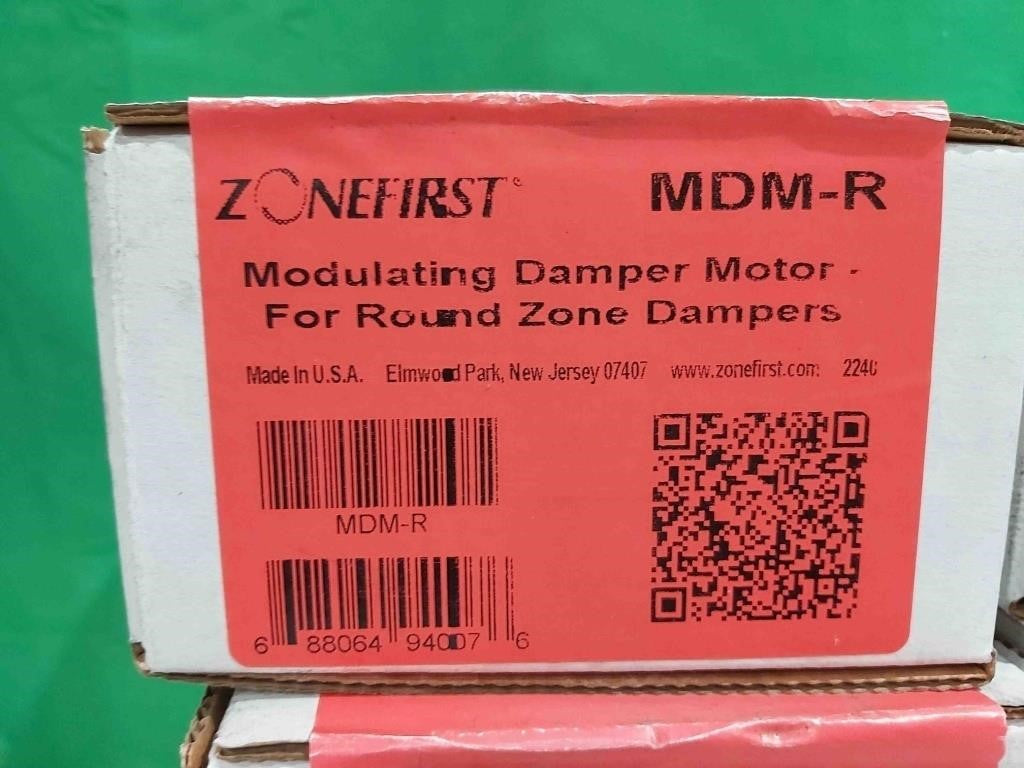 ZONEFIRST® MDM-R
Modulating Damper Motor -
For Round Zone Dampers
Made In U.S.A. Elmwood Park, New Jersey 07407 www.zonefirst.com
MDM-R
6 88064 94007 6